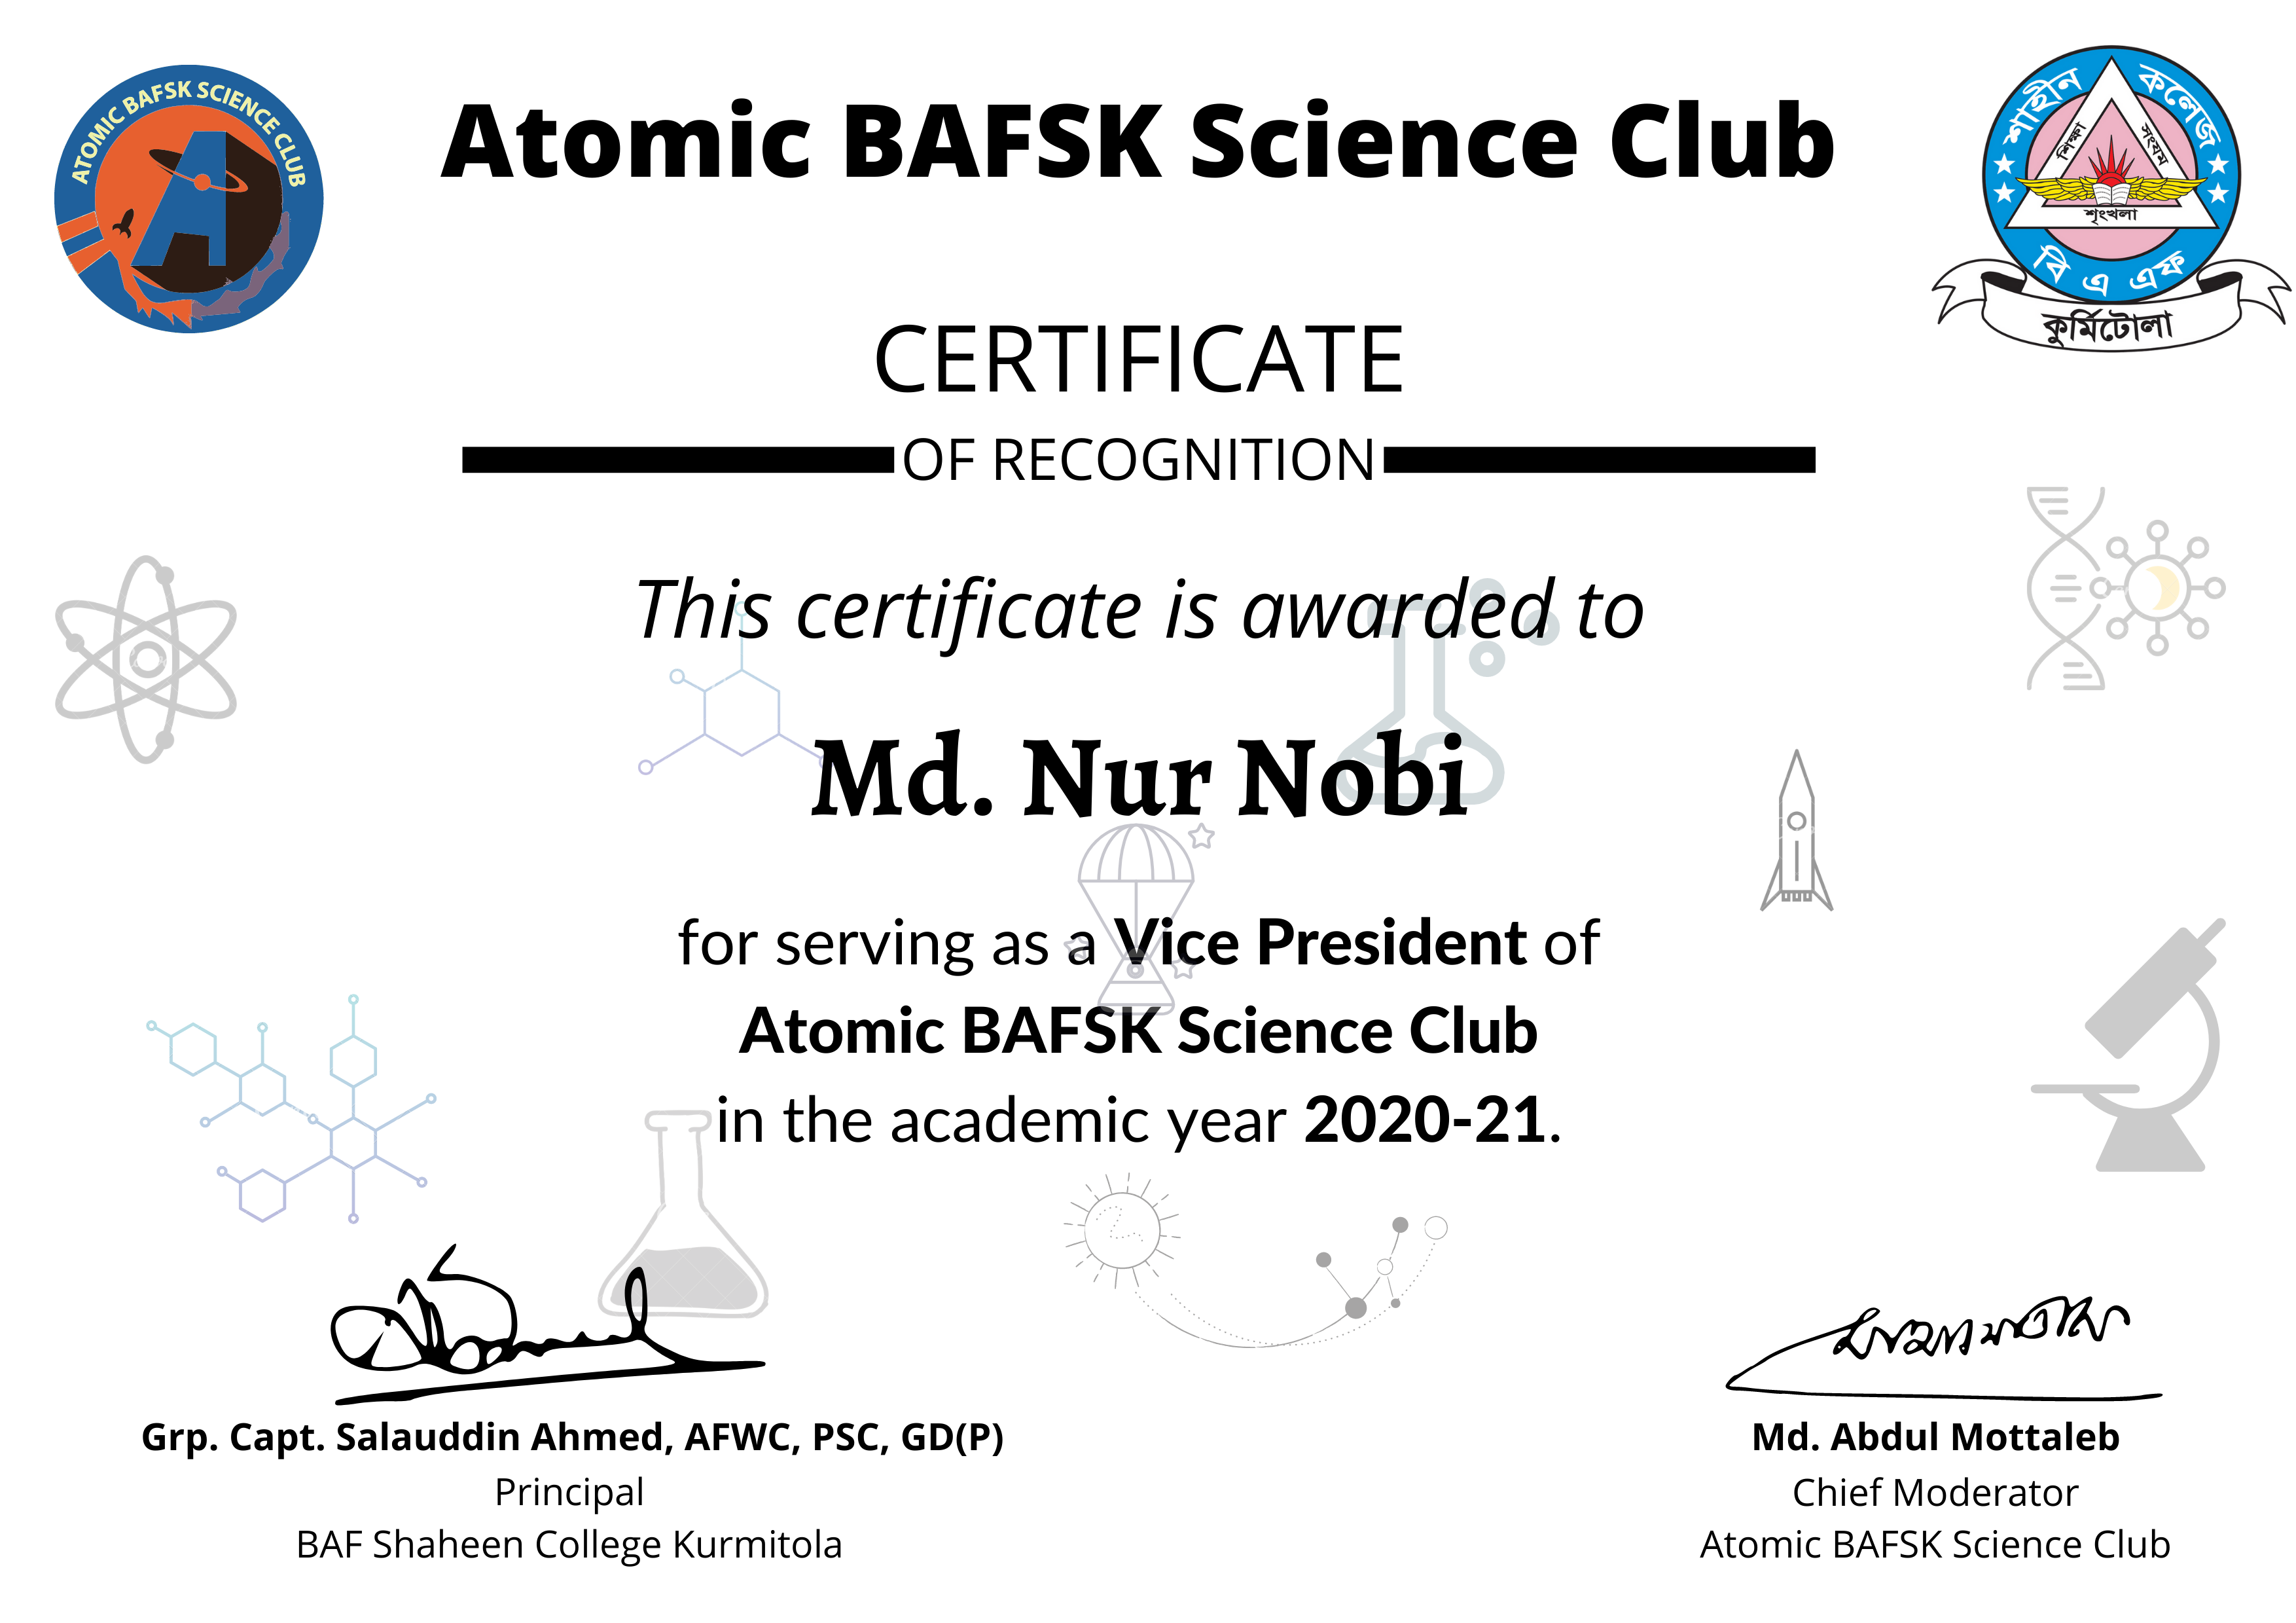 ATOMIC BAFSK SCIENCE CLUB
Atomic BAFSK Science Club
শাহীন কলেজ
শিক্ষা
সংযম
শৃংখলা
বি এ এফ
কুর্মিটোলা
CERTIFICATE
OF RECOGNITION
This certificate is awarded to
Md. Nur Nobi
for serving as a Vice President of
Atomic BAFSK Science Club
in the academic year 2020-21.
Grp. Capt. Salauddin Ahmed, AFWC, PSC, GD(P)
Principal
BAF Shaheen College Kurmitola
Md. Abdul Mottaleb
Chief Moderator
Atomic BAFSK Science Club